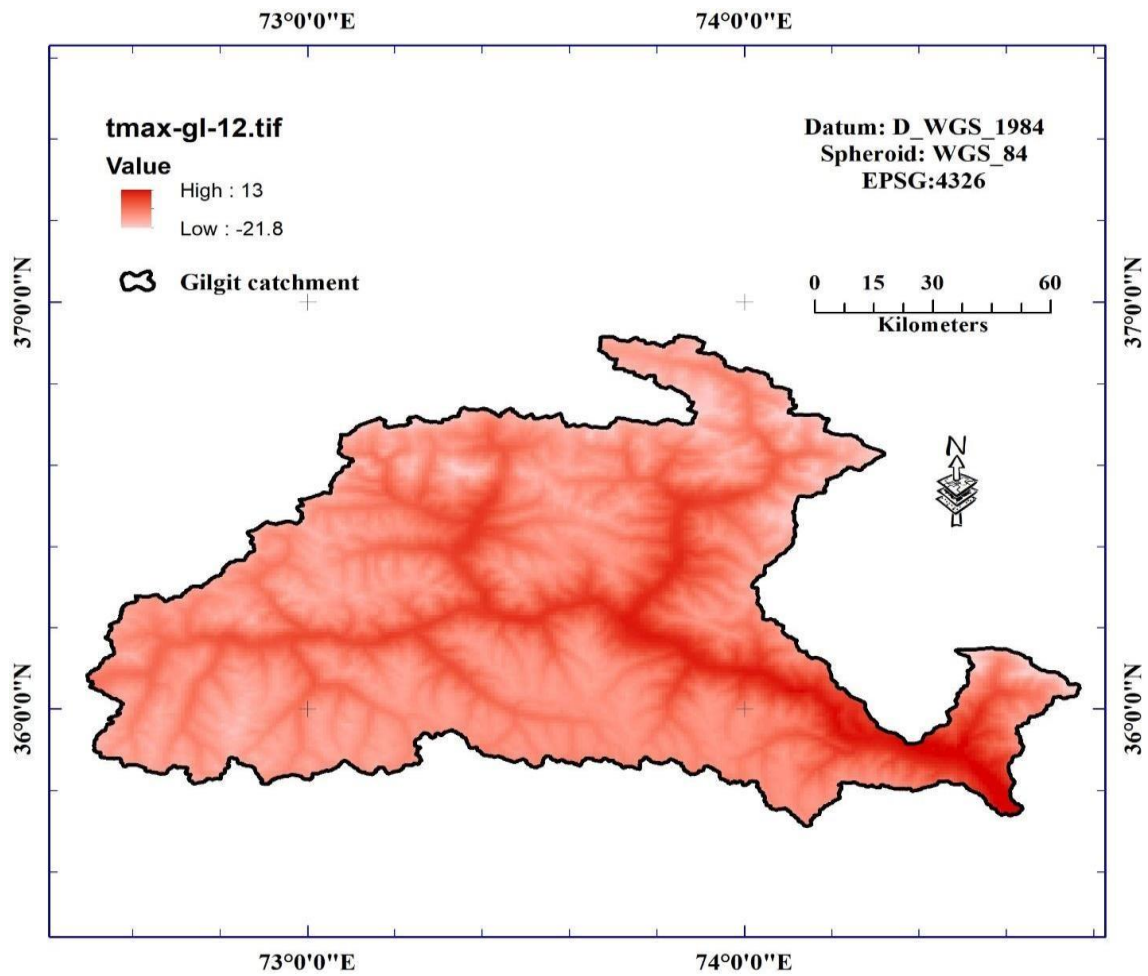 73°0'0"E
74°0'0"E
tmax-gl-12.tif
Value
High : 13
Low : -21.8
Gilgit catchment
Datum: D_WGS_1984
Spheroid: WGS_84
EPSG:4326
0 15 30 60
Kilometers
37°0'0"N
37°0'0"N
N
36°0'0"N
36°0'0"N
73°0'0"E
74°0'0"E